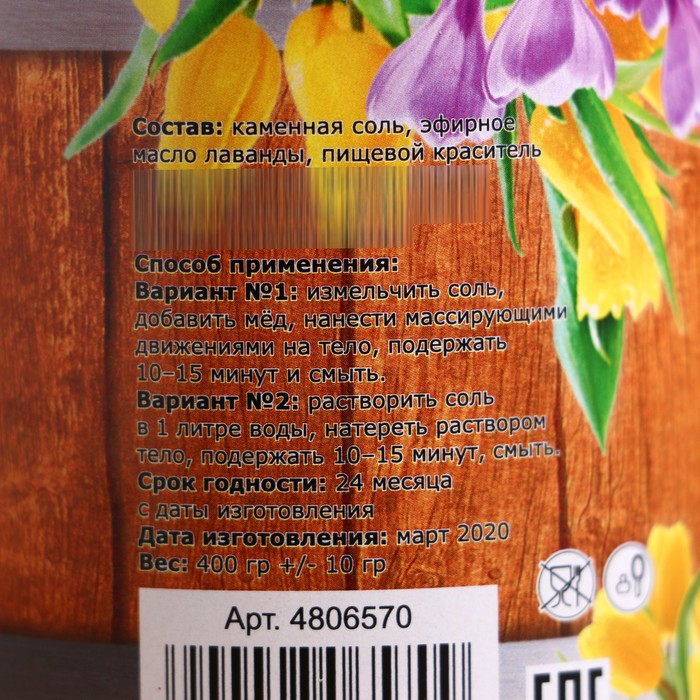 Состав: каменная соль, эфирное
масло лаванды, пищевой краситель
Способ применения:
Вариант №1: измельчить соль,
добавить мёд, нанести массирующими
движениями на тело, подержать
10–15 минут и смыть.
Вариант №2: растворить соль
в 1 литре воды, натереть раствором
тело, подержать 10–15 минут, смыть.
Срок годности: 24 месяца
с даты изготовления
Дата изготовления: март 2020
Вес: 400 гр +/- 10 гр
Арт. 4806570